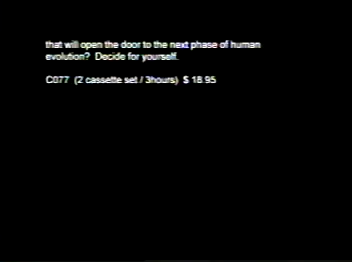 that will open the door to the next phase of human
evolution? Decide for yourself.
C077 (2 cassette set / 3hours) $ 18.95